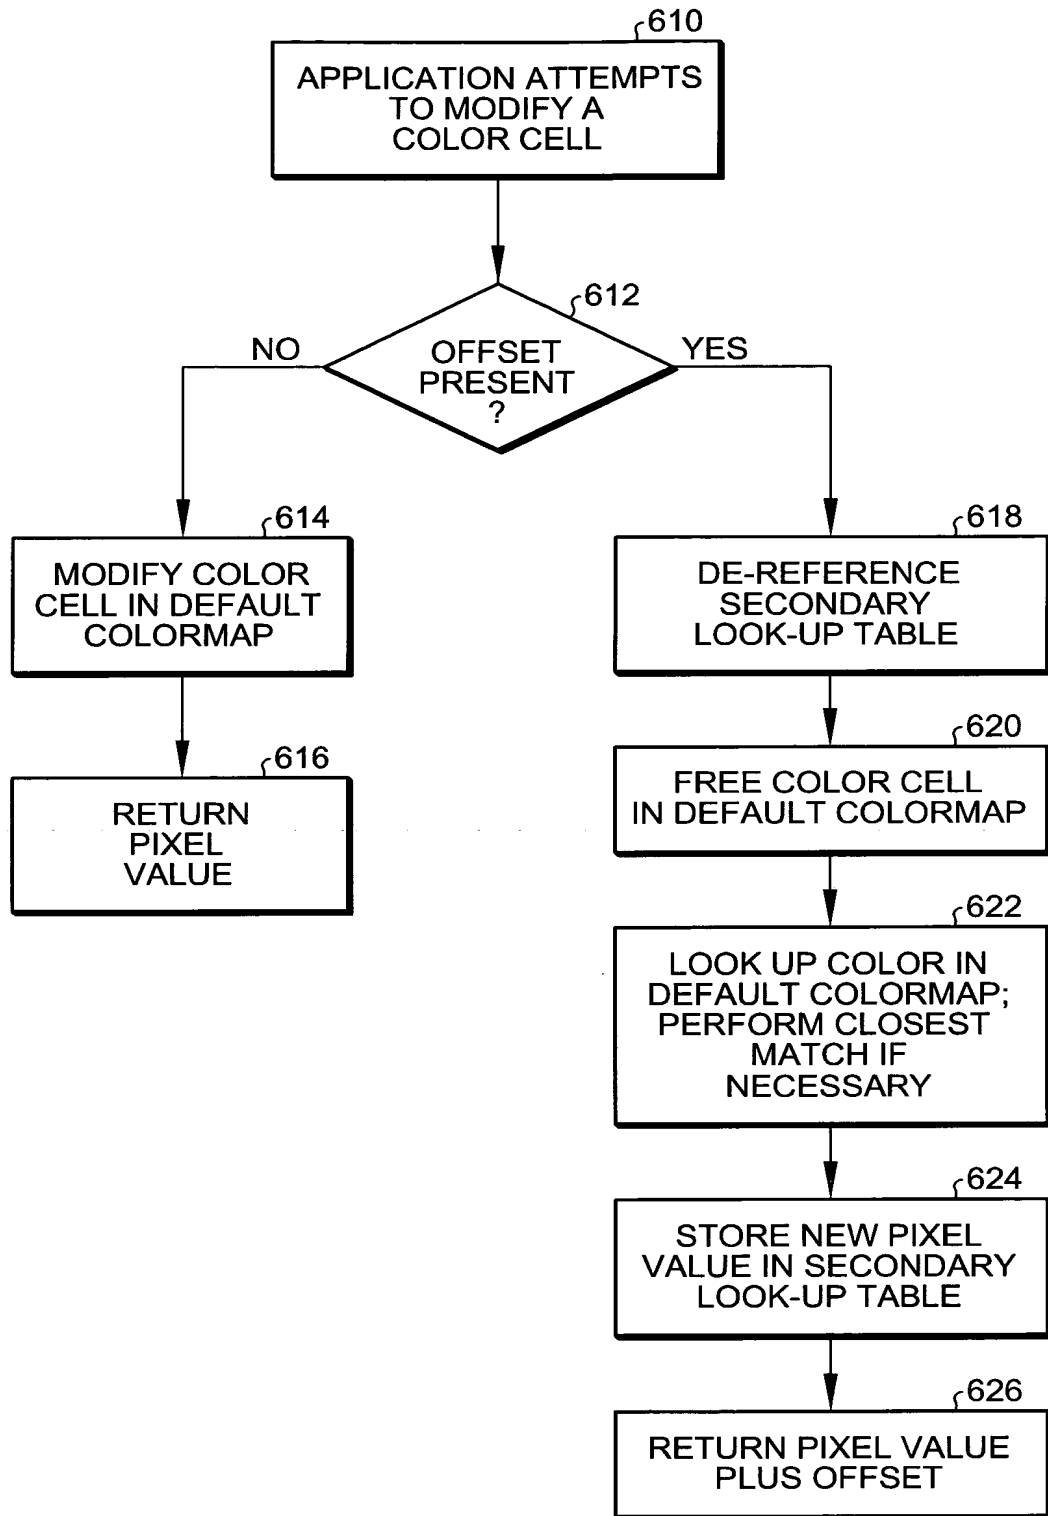 610
APPLICATION ATTEMPTS
TO MODIFY A
COLOR CELL
612
OFFSET
PRESENT
?
NO
YES
614
MODIFY COLOR
CELL IN DEFAULT
COLORMAP
616
RETURN
PIXEL
VALUE
618
DE-REFERENCE
SECONDARY
LOOK-UP TABLE
620
FREE COLOR CELL
IN DEFAULT COLORMAP
622
LOOK UP COLOR IN
DEFAULT COLORMAP;
PERFORM CLOSEST
MATCH IF
NECESSARY
624
STORE NEW PIXEL
VALUE IN SECONDARY
LOOK-UP TABLE
626
RETURN PIXEL VALUE
PLUS OFFSET